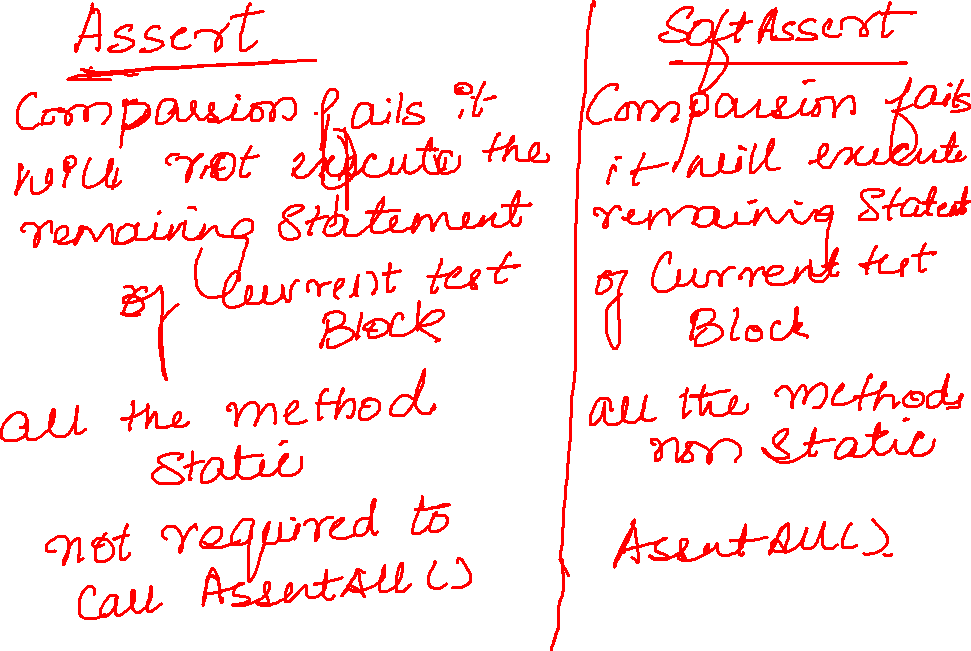 Assert
Comparsion fails it
will not execute the
remaining Statement
of Current test
Block
all the method
Static
not required to
Call AssertAll()
SoftAssert
Comparsion fails
it will execute
remaining Statent
of Current test
Block
all the methods
non Static
AssertAll().